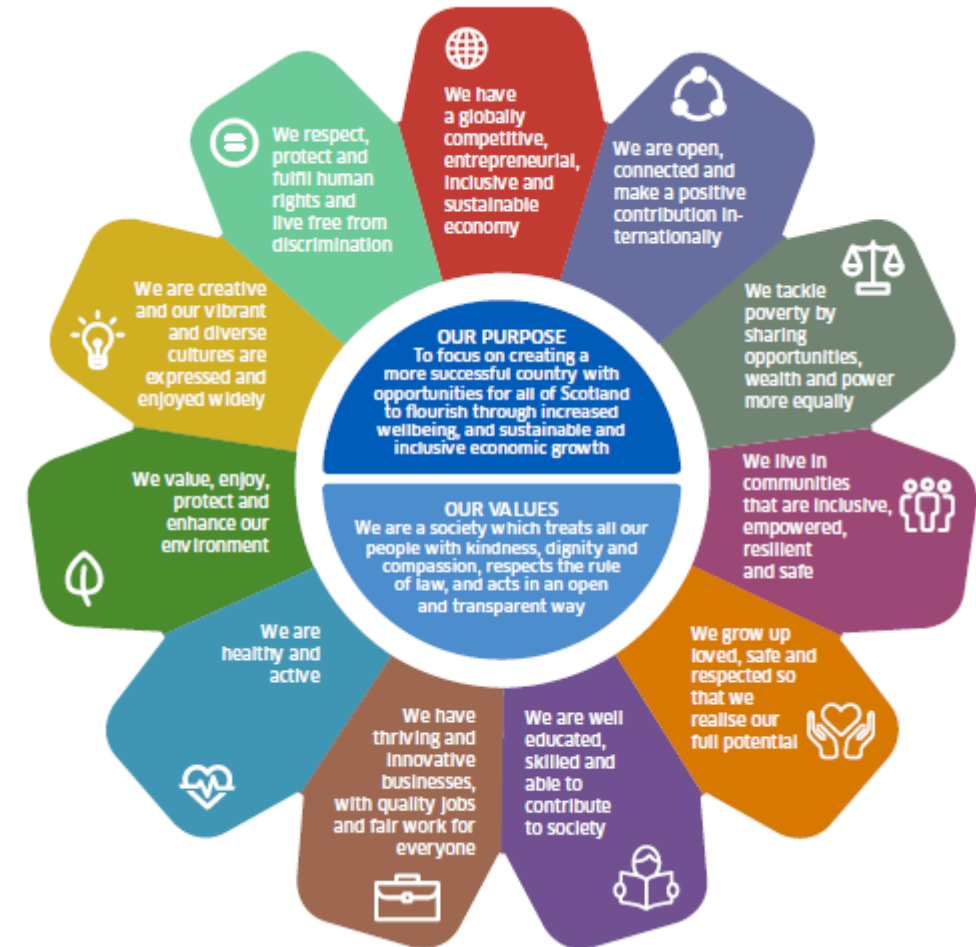 We have
a globally
competitive,
entrepreneurial,
inclusive and
sustainable
economy
We are open,
connected and
make a positive
contribution in-
ternationally
We tackle
poverty by
sharing
opportunities,
wealth and power
more equally
We live in
communities
that are inclusive,
empowered,
resilient
and safe
We grow up
loved, safe and
respected so
that we
realise our
full potential
We are well
educated,
skilled and
able to
contribute
to society
We have
thriving and
innovative
businesses,
with quality jobs
and fair work for
everyone
We are
healthy and
active
We value, enjoy,
protect and
enhance our
environment
We are creative
and our vibrant
and diverse
cultures are
expressed and
enjoyed widely
We respect,
protect and
fulfil human
rights and
live free from
discrimination
OUR PURPOSE
To focus on creating a
more successful country with
opportunities for all of Scotland
to flourish through increased
wellbeing, and sustainable and
inclusive economic growth
OUR VALUES
We are a society which treats all our
people with kindness, dignity and
compassion, respects the rule
of law, and acts in an open
and transparent way